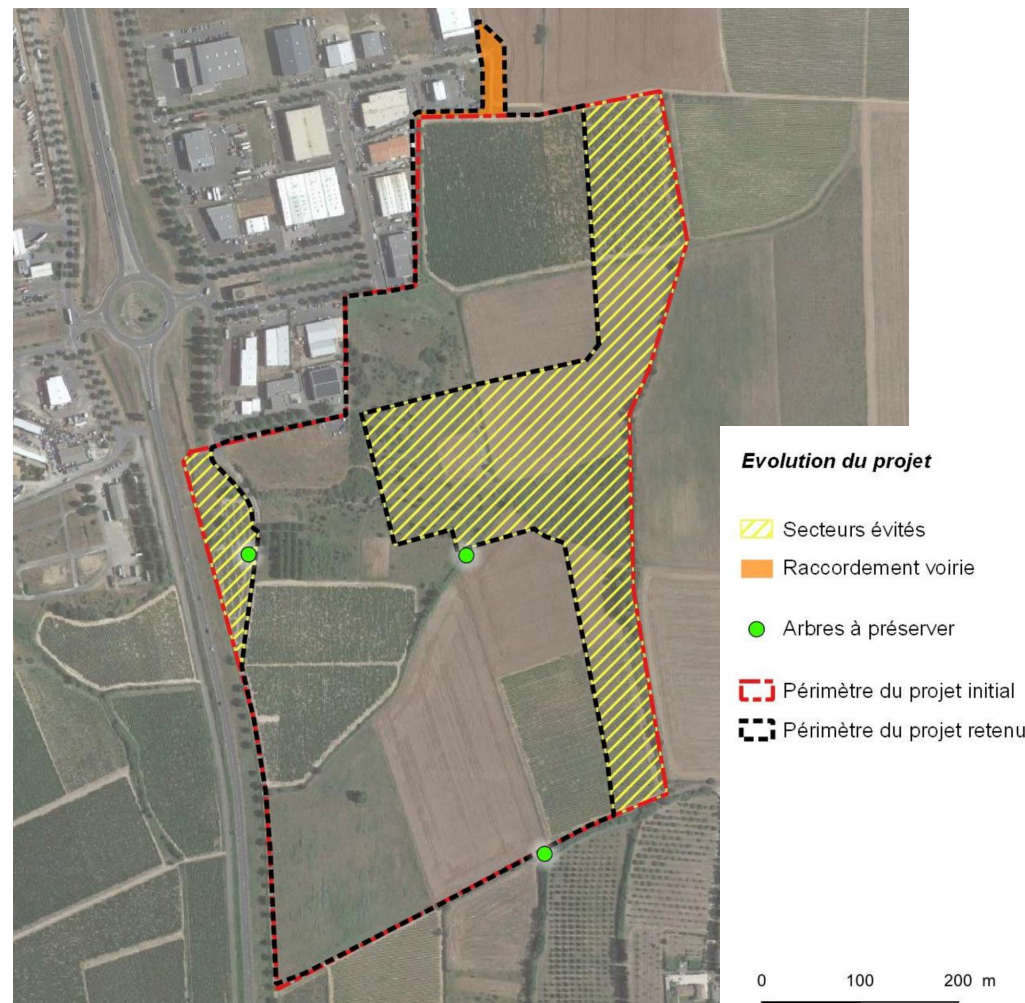 Evolution du projet
Secteurs évités
Raccordement voirie
Arbres à préserver
Périmètre du projet initial
Périmètre du projet retenu
0 100 200 m